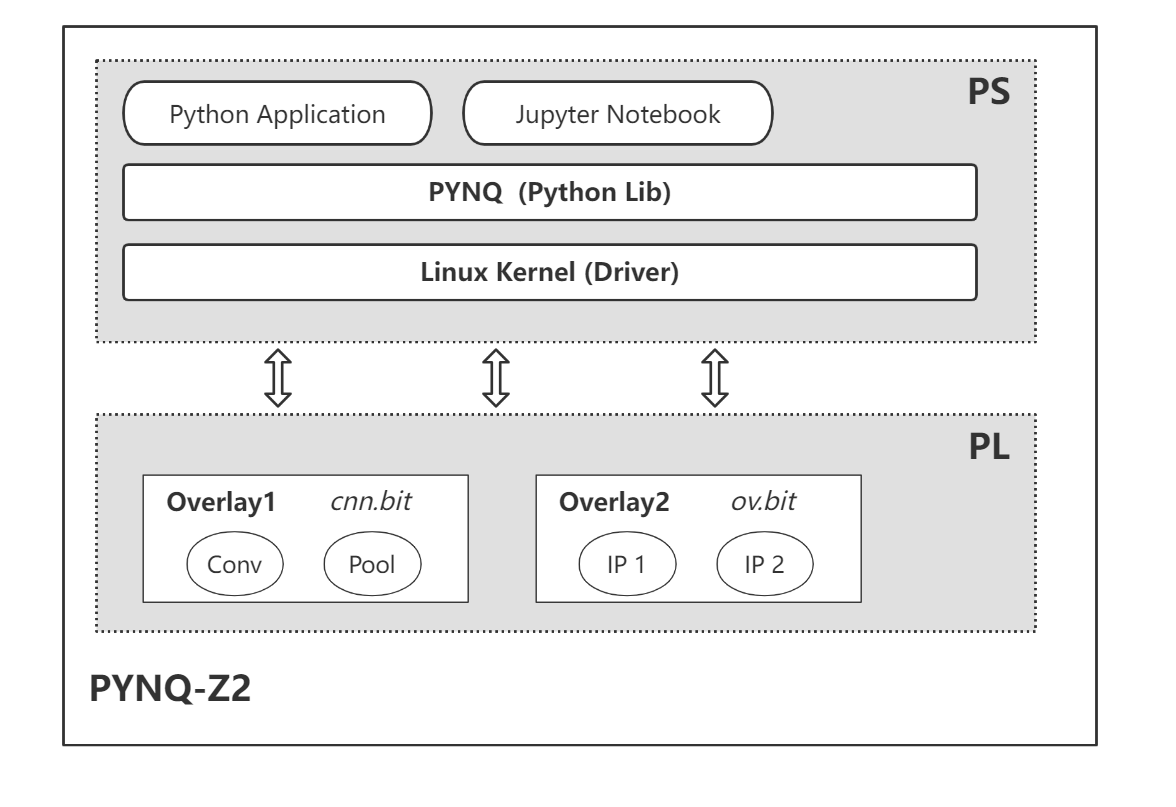 PS
Python Application
Jupyter Notebook
PYNQ (Python Lib)
Linux Kernel (Driver)
PL
Overlay1 cnn.bit
Conv Pool
Overlay2 ov.bit
IP 1 IP 2
PYNQ-Z2